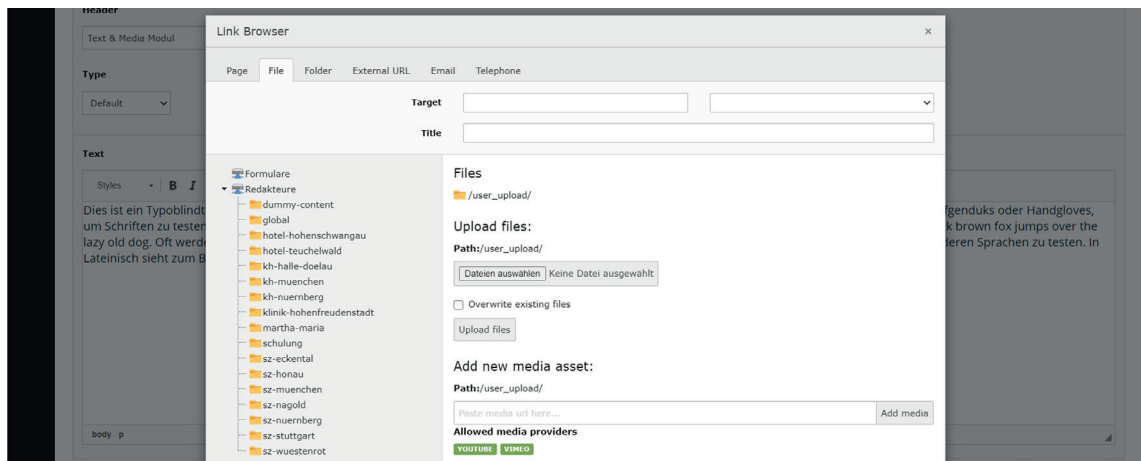 Header
Text & Media Modul
Type
Default
Text
Styles B I
Dies ist ein Typoblindt
um Schriften zu testen
lazy old dog. Oft werde
Lateinisch sieht zum B
body p
Link Browser ×
Page File Folder External URL Email Telephone
Target
Title
Formulare
Redakteure
dummy-content
global
hotel-hohenschwangau
hotel-teuchelwald
kh-halle-doelau
kh-muenchen
kh-nuernberg
klinik-hohenfreudenstadt
martha-maria
schulung
sz-eckental
sz-honau
sz-muenchen
sz-nagold
sz-nuernberg
sz-stuttgart
sz-wuestenrot
Files
/user_upload/
Upload files:
Path:/user_upload/
Dateien auswählen Keine Datei ausgewählt
Overwrite existing files
Upload files
Add new media asset:
Path:/user_upload/
Paste media url here... Add media
Allowed media providers
YOUTUBE VIMEO
fgenduks oder Handgloves,
k brown fox jumps over the
deren Sprachen zu testen. In